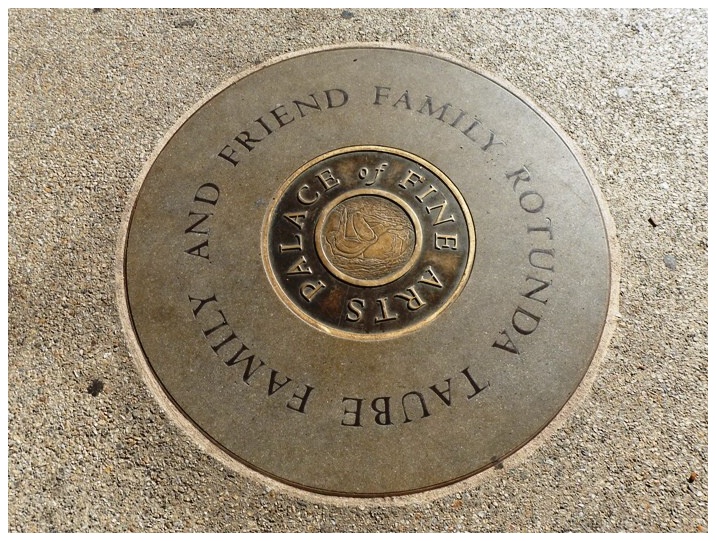 TAUBE FAMILY AND FRIEND FAMILY ROTUNDA
PALACE of FINE ARTS